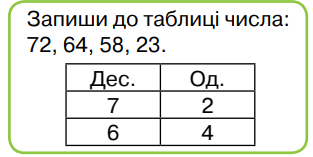 Запиши до таблиці числа:
72, 64, 58, 23.
Дес. Од.
7 2
6 4